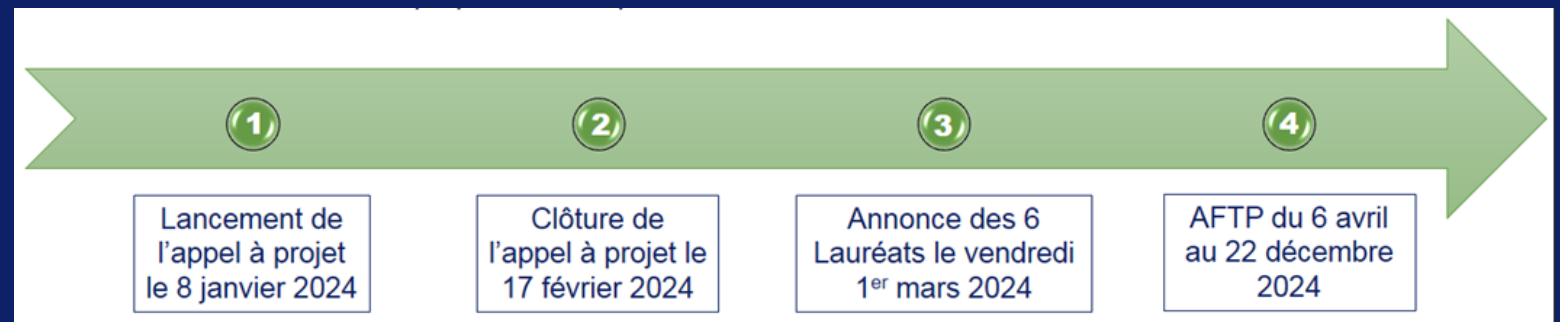 1
2
3
4
Lancement de
l'appel à projet
le 8 janvier 2024
Clôture de
l'appel à projet le
17 février 2024
Annonce des 6
Lauréats le vendredi
1er mars 2024
AFTP du 6 avril
au 22 décembre
2024